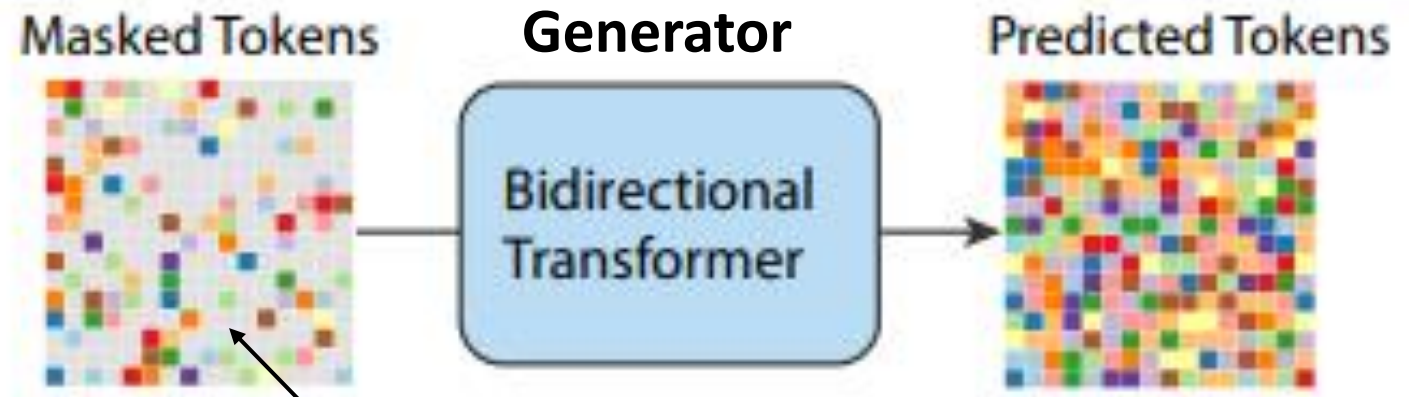 Masked Tokens
Generator
Predicted Tokens
Bidirectional
Transformer